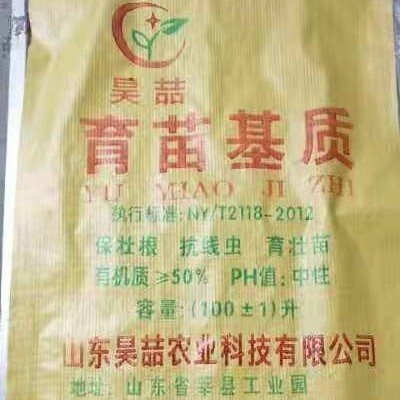 昊喆
育苗基质
YU MIAO JI ZHI
执行标准:NY/T2118-2012
保壮根 抗线虫 育壮苗
有机质≥50% PH值:中性
容量:(100±1)升
山东昊喆农业科技有限公司
地址:山东省莘县工业园